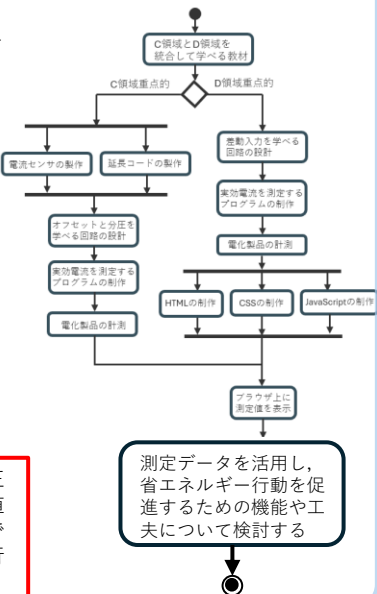 C領域とD領域を
統合して学べる教材
C領域重点的
D領域重点的
電流センサの製作
延長コードの製作
差動入力を学べる
回路の設計
オフセットと分圧を
学べる回路の設計
実効電流を測定する
プログラムの制作
実効電流を測定する
プログラムの制作
電化製品の計測
電化製品の計測
HTMLの制作
CSSの制作
JavaScriptの制作
ブラウザ上に
測定値を表示
測定データを活用し,
省エネルギー行動を促
進するための機能や工
夫について検討する